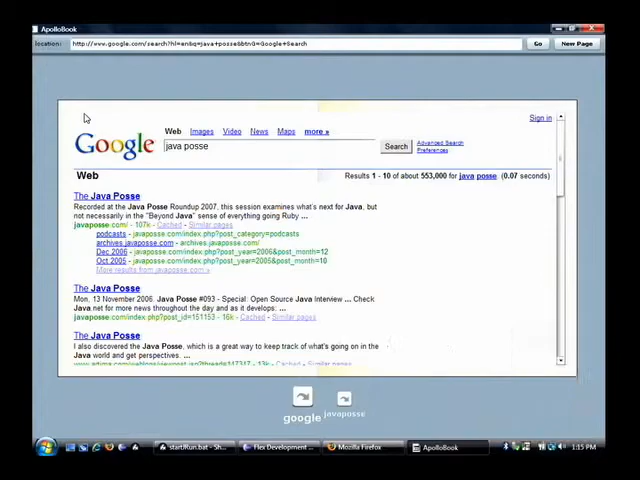 ApolloBook
location: http://www.google.com/search?hl=en&q=java+posse&btnG=Google+Search Go New Page
Sign in
Web Images Video News Maps more »
Google java posse Search Advanced Search
Preferences
Web Results 1 - 10 of about 553,000 for java posse. (0.07 seconds)
The Java Posse
Recorded at the Java Posse Roundup 2007, this session examines what's next for Java, but
not necessarily in the "Beyond Java" sense of everything going Ruby ...
javaposse.com/ - 107k - Cached - Similar pages
podcasts - javaposse.com/index.php?post_category=podcasts
archives.javaposse.com - archives.javaposse.com/
Dec 2006 - javaposse.com/index.php?post_year=2006&post_month=12
Oct 2005 - javaposse.com/index.php?post_year=2005&post_month=10
More results from javaposse.com »
The Java Posse
Mon, 13 November 2006. Java Posse #093 - Special: Open Source Java Interview ... Check
Java.net for more news throughout the day and as it develops: ...
javaposse.com/index.php?post_id=151153 - 16k - Cached - Similar pages
The Java Posse
I also discovered the Java Posse, which is a great way to keep track of what's going on in the
Java world and get perspectives. ...
google javaposse
startJRun.bat - Sh... Flex Development ... Mozilla Firefox ApolloBook 1:15 PM